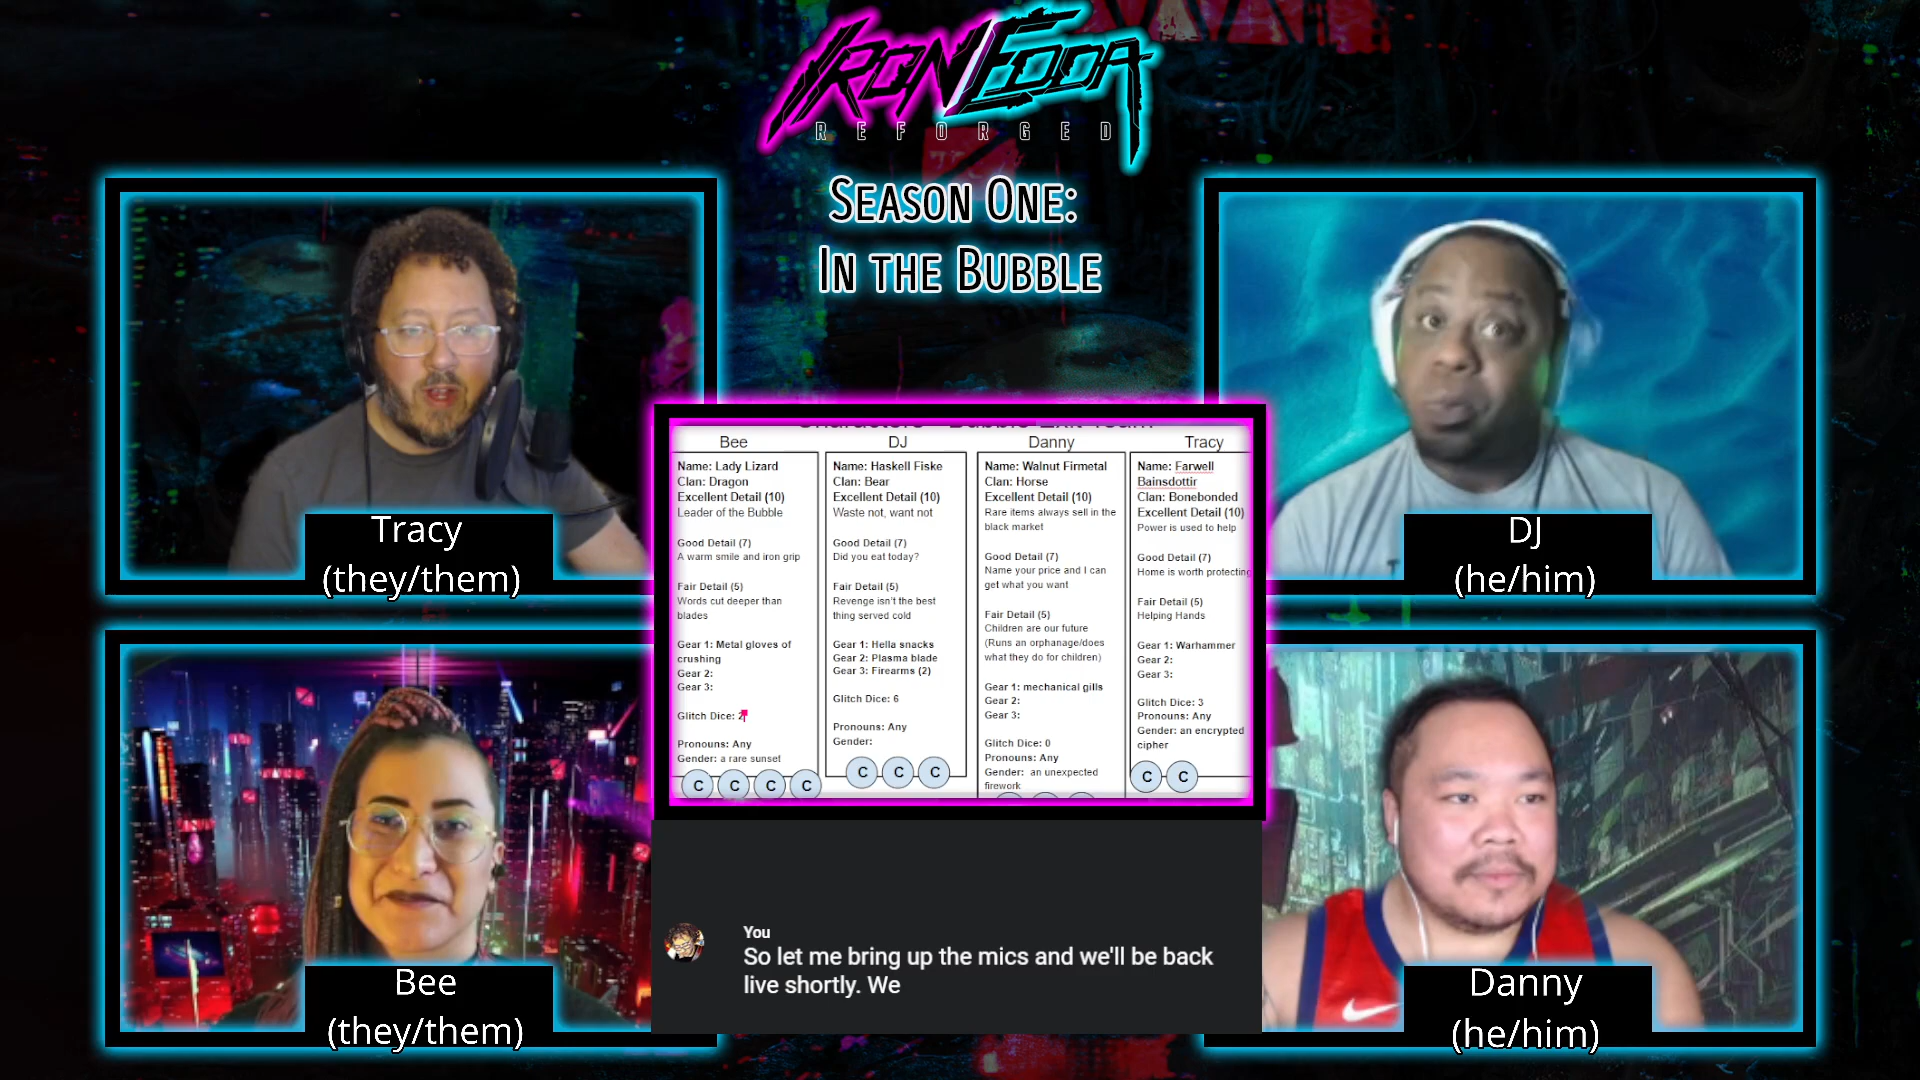 IRON EDDA
REFORGED
SEASON ONE:
IN THE BUBBLE
Tracy
(they/them)
DJ
(he/him)
Bee
(they/them)
Danny
(he/him)
Characters - Bubble Exit Team
Bee
Name: Lady Lizard
Clan: Dragon
Excellent Detail (10)
Leader of the Bubble
Good Detail (7)
A warm smile and iron grip
Fair Detail (5)
Words cut deeper than
blades
Gear 1: Metal gloves of
crushing
Gear 2:
Gear 3:
Glitch Dice: 2
Pronouns: Any
Gender: a rare sunset
C C C C
DJ
Name: Haskell Fiske
Clan: Bear
Excellent Detail (10)
Waste not, want not
Good Detail (7)
Did you eat today?
Fair Detail (5)
Revenge isn't the best
thing served cold
Gear 1: Hella snacks
Gear 2: Plasma blade
Gear 3: Firearms (2)
Glitch Dice: 6
Pronouns: Any
Gender:
C C C
Danny
Name: Walnut Firmetal
Clan: Horse
Excellent Detail (10)
Rare items always sell in the
black market
Good Detail (7)
Name your price and I can
get what you want
Fair Detail (5)
Children are our future
(Runs an orphanage/does
what they do for children)
Gear 1: mechanical gills
Gear 2:
Gear 3:
Glitch Dice: 0
Pronouns: Any
Gender: an unexpected
firework
Tracy
Name: Farwell
Bainsdottir
Clan: Bonebonded
Excellent Detail (10)
Power is used to help
Good Detail (7)
Home is worth protecting
Fair Detail (5)
Helping Hands
Gear 1: Warhammer
Gear 2:
Gear 3:
Glitch Dice: 3
Pronouns: Any
Gender: an encrypted
cipher
C C
You
So let me bring up the mics and we'll be back
live shortly. We